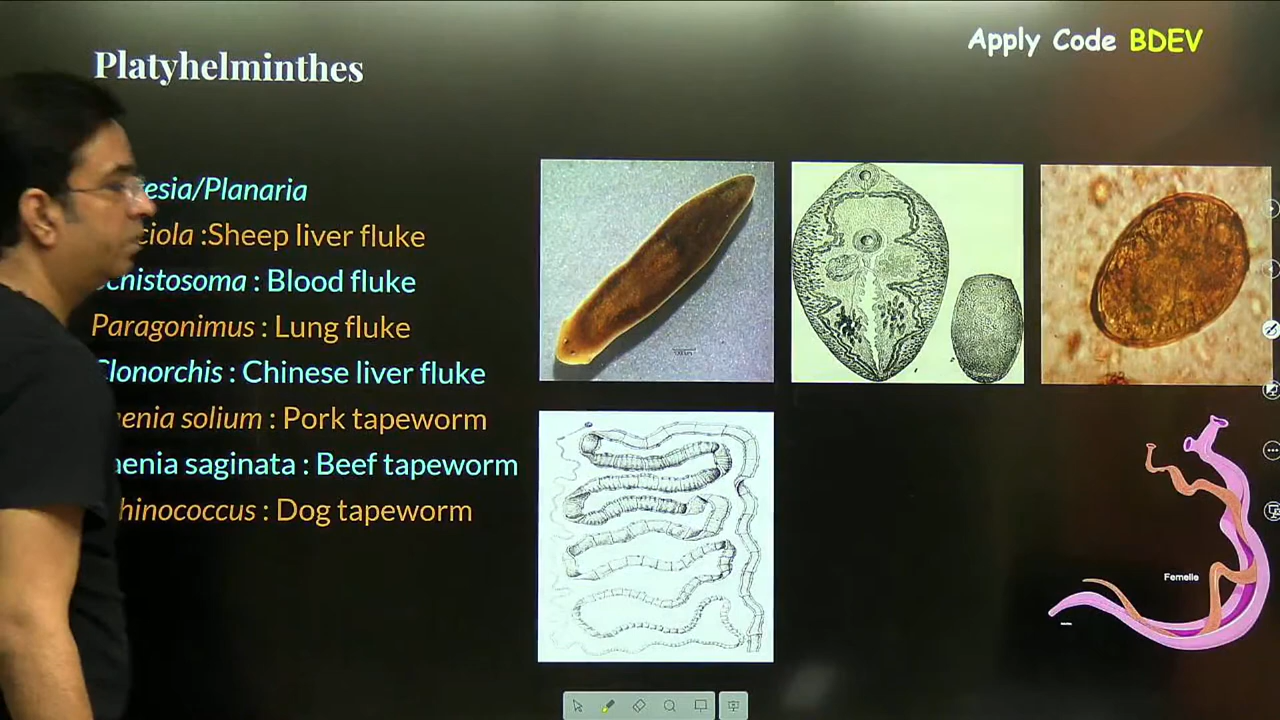 Platyhelminthes
Apply Code BDEV
esia/Planaria
ciola :Sheep liver fluke
chistosoma : Blood fluke
Paragonimus : Lung fluke
Clonorchis : Chinese liver fluke
aenia solium : Pork tapeworm
aenia saginata : Beef tapeworm
hinococcus : Dog tapeworm
Femelle